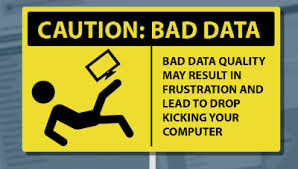 CAUTION: BAD DATA
BAD DATA QUALITY
MAY RESULT IN
FRUSTRATION AND
LEAD TO DROP
KICKING YOUR
COMPUTER